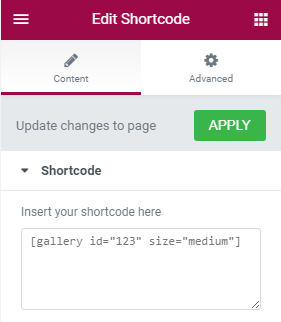 Edit Shortcode
Content
Advanced
Update changes to page
APPLY
Shortcode
Insert your shortcode here
[gallery id="123" size="medium"]